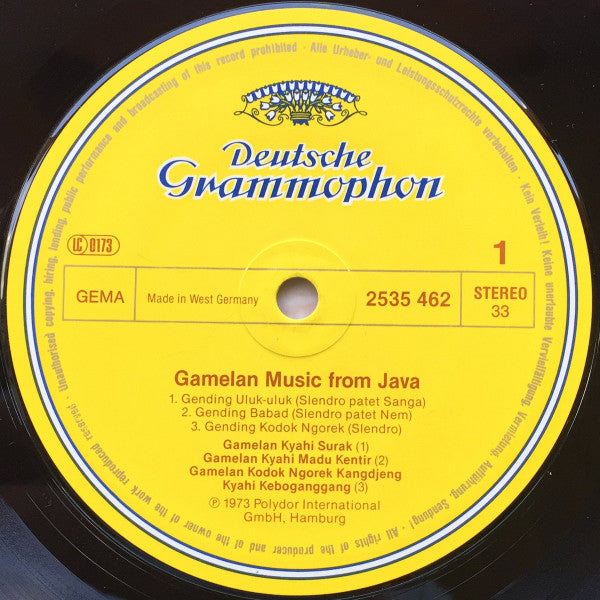 Deutsche
Grammophon
LC 0173
1
GEMA
Made in West Germany
2535 462
STEREO
33
Gamelan Music from Java
1. Gending Uluk-uluk (Slendro patet Sanga)
2. Gending Babad (Slendro patet Nem)
3. Gending Kodok Ngorek (Slendro)
Gamelan Kyahi Surak (1)
Gamelan Kyahi Madu Kentir (2)
Gamelan Kodok Ngorek Kangdjeng
Kyahi Keboganggang (3)
℗ 1973 Polydor International
GmbH, Hamburg
Alle Urheber- und Leistungsschutzrechte vorbehalten · Kein Verleih! Keine unerlaubte Vervielfältigung, Vermietung, Aufführung, Sendung! · All rights of the producer and of the owner of the work reproduced reserved · Unauthorised copying, hiring, lending, public performance and broadcasting of this record prohibited ·